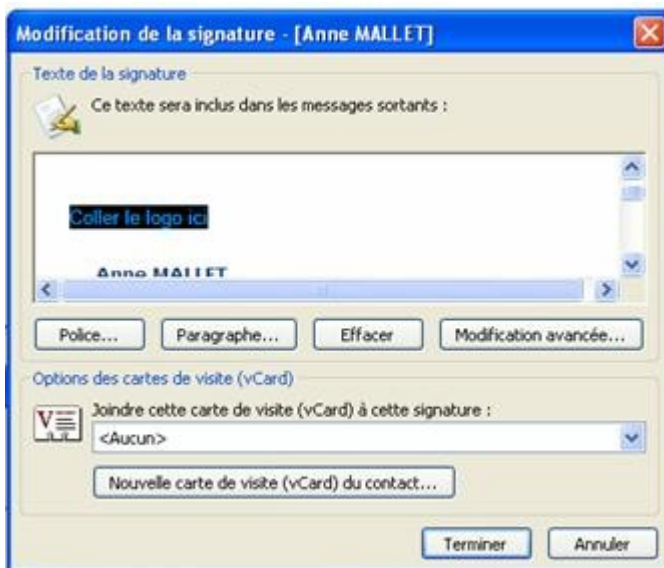 Modification de la signature - [Anne MALLET]
Texte de la signature
Ce texte sera inclus dans les messages sortants :
Coller le logo ici
Anne MALLET
Police... Paragraphe... Effacer Modification avancée...
Options des cartes de visite (vCard)
Joindre cette carte de visite (vCard) à cette signature :
<Aucun>
Nouvelle carte de visite (vCard) du contact...
Terminer Annuler